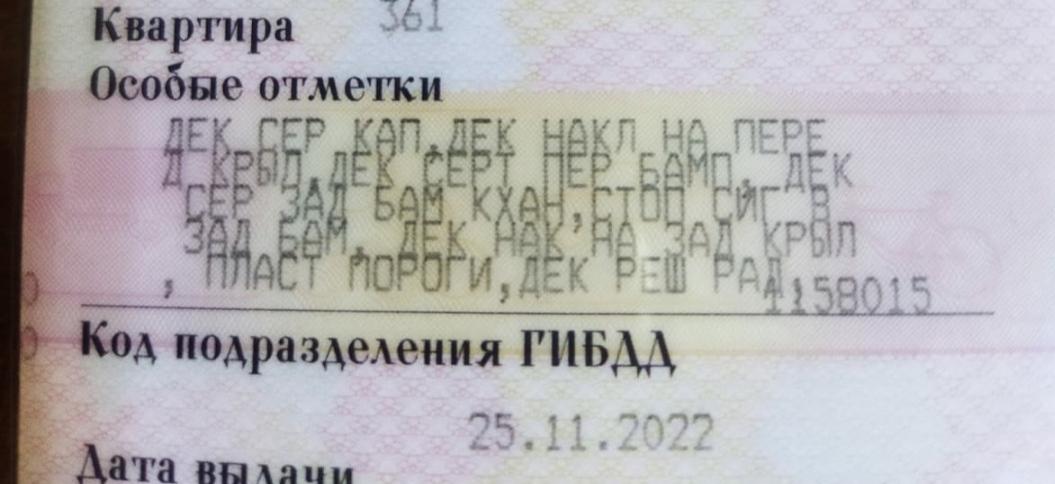 Квартира 361
Особые отметки
ДЕК СЕР КАП,ДЕК НАКЛ НА ПЕРЕ
Д КРЫЛ,ДЕК СЕРТ ПЕР БАМП, ДЕК
СЕР ЗАД БАМ КХАН,СТОП СИГ В
ЗАД БАМ, ДЕК НАК НА ЗАД КРЫЛ
, ПЛАСТ ПОРОГИ,ДЕК РЕШ РАД
1158015
Код подразделения ГИБДД
25.11.2022
Дата выдачи